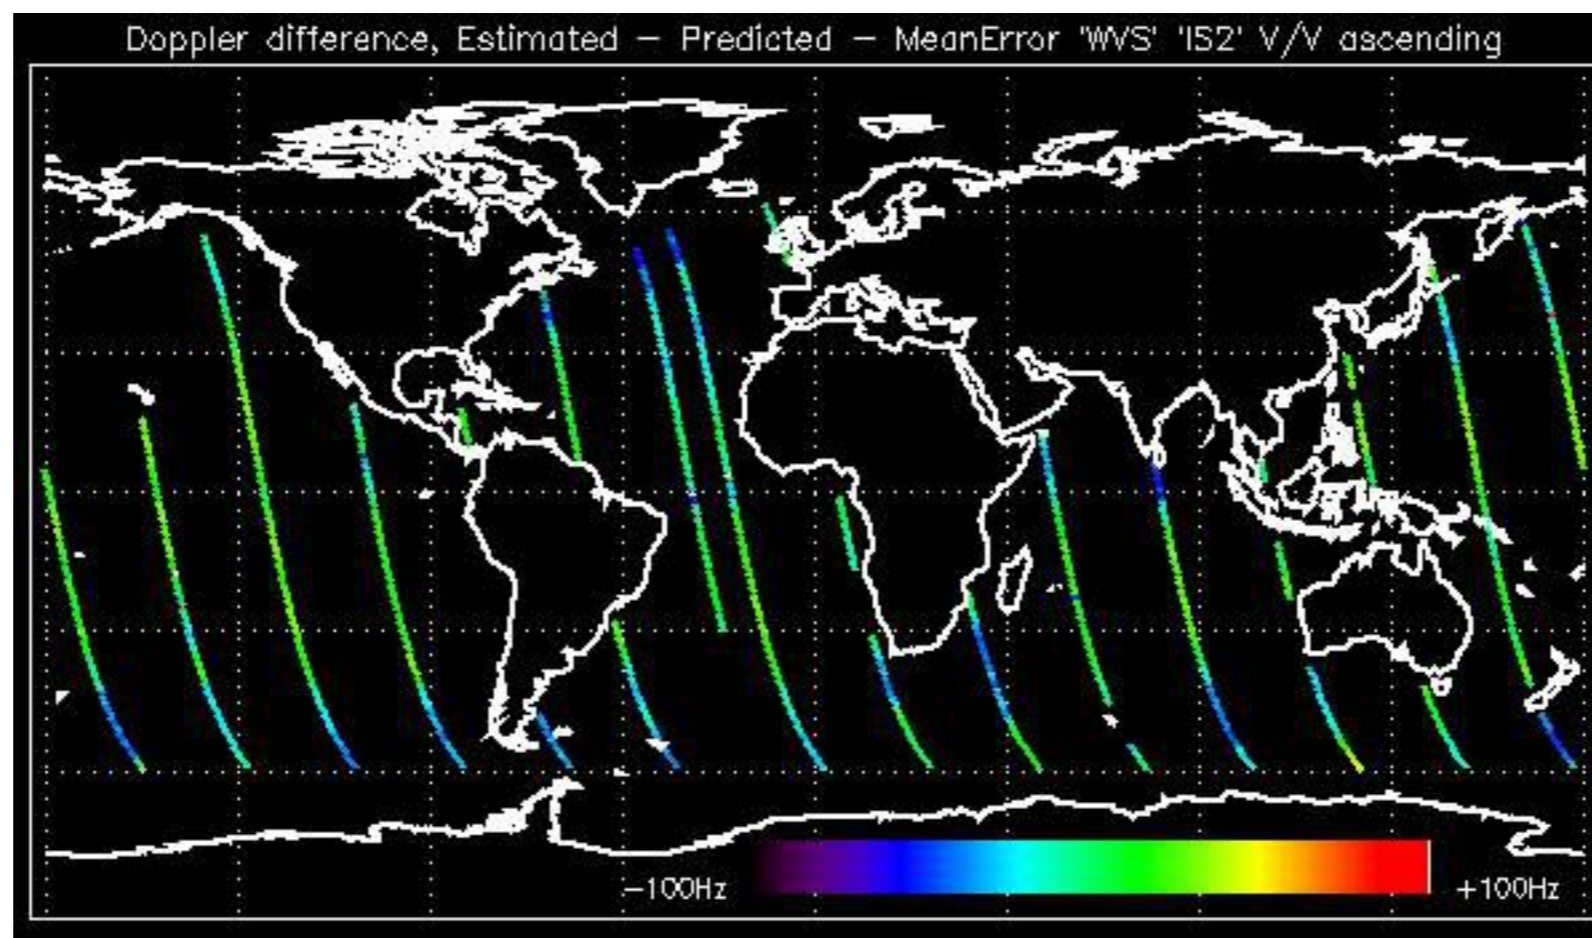 Doppler difference, Estimated – Predicted – MeanError 'WVS' 'IS2' V/V ascending
−100Hz +100Hz